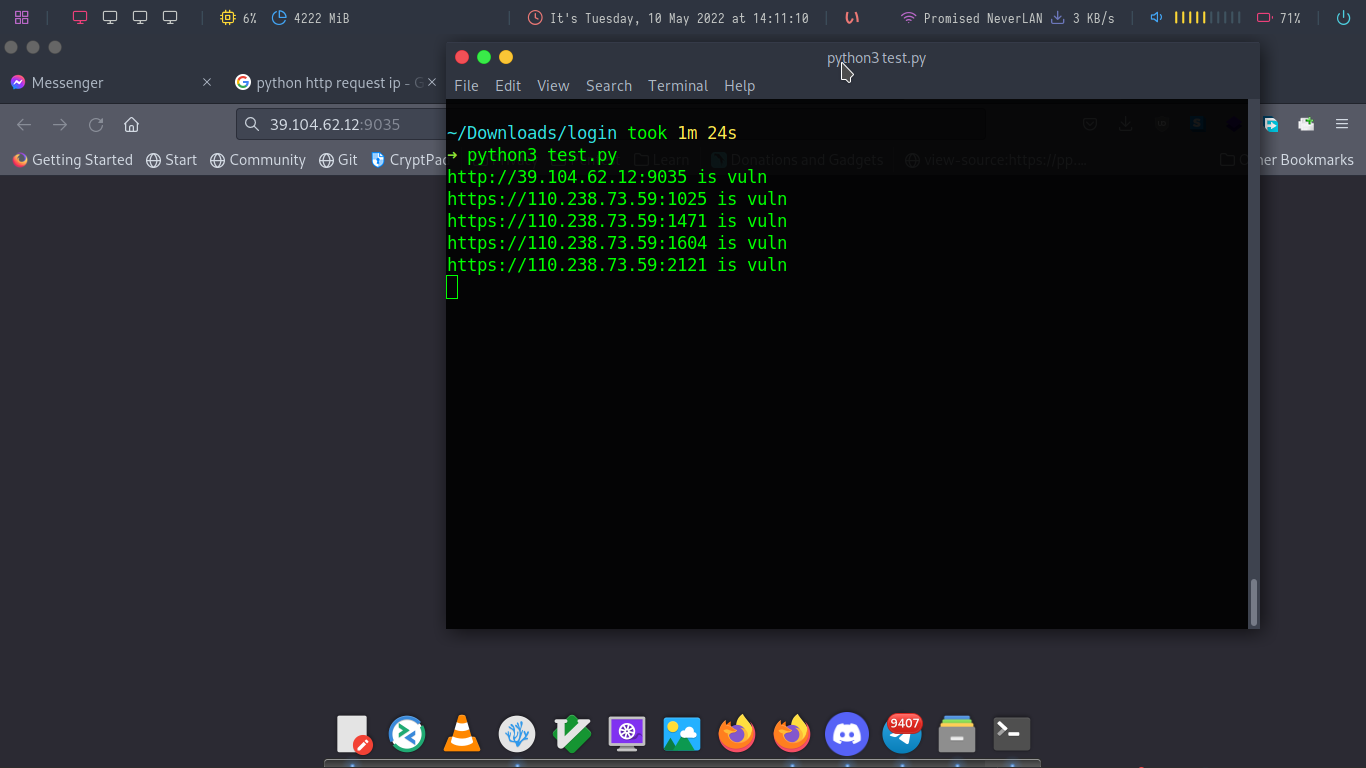 6% 4222 MiB It's Tuesday, 10 May 2022 at 14:11:10 Promised NeverLAN 3 KB/s 71%
python3 test.py
Messenger python http request ip - G
File Edit View Search Terminal Help
39.104.62.12:9035
~/Downloads/login took 1m 24s
Getting Started Start Community Git CryptPad Learn Donations and Gadgets view-source:https://pp... Other Bookmarks
➜ python3 test.py
http://39.104.62.12:9035 is vuln
https://110.238.73.59:1025 is vuln
https://110.238.73.59:1471 is vuln
https://110.238.73.59:1604 is vuln
https://110.238.73.59:2121 is vuln
9407